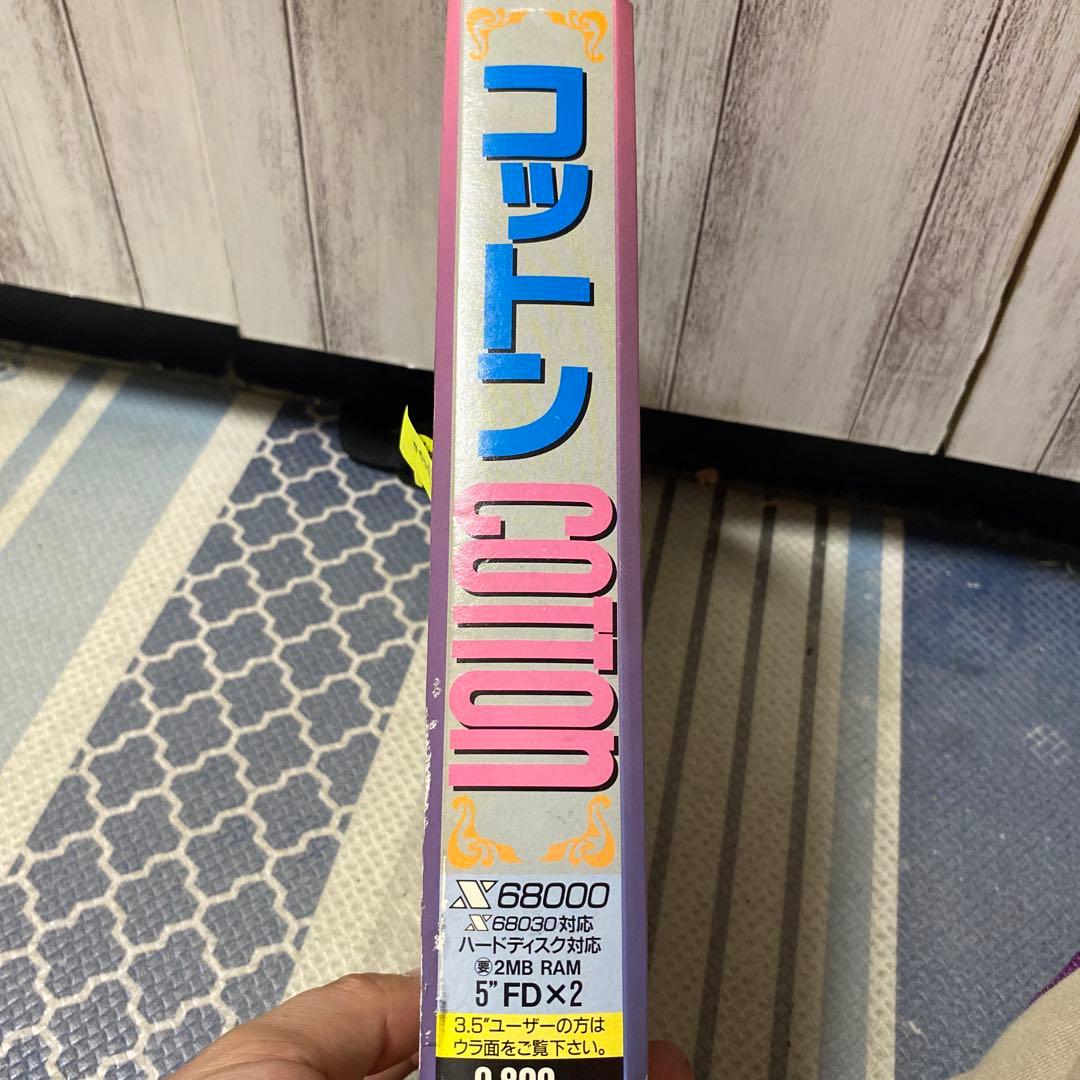 コットン
COTTON
X68000
X68030対応
ハードディスク対応
要2MB RAM
5”FD×2
3.5”ユーザーの方は
ウラ面をご覧下さい。